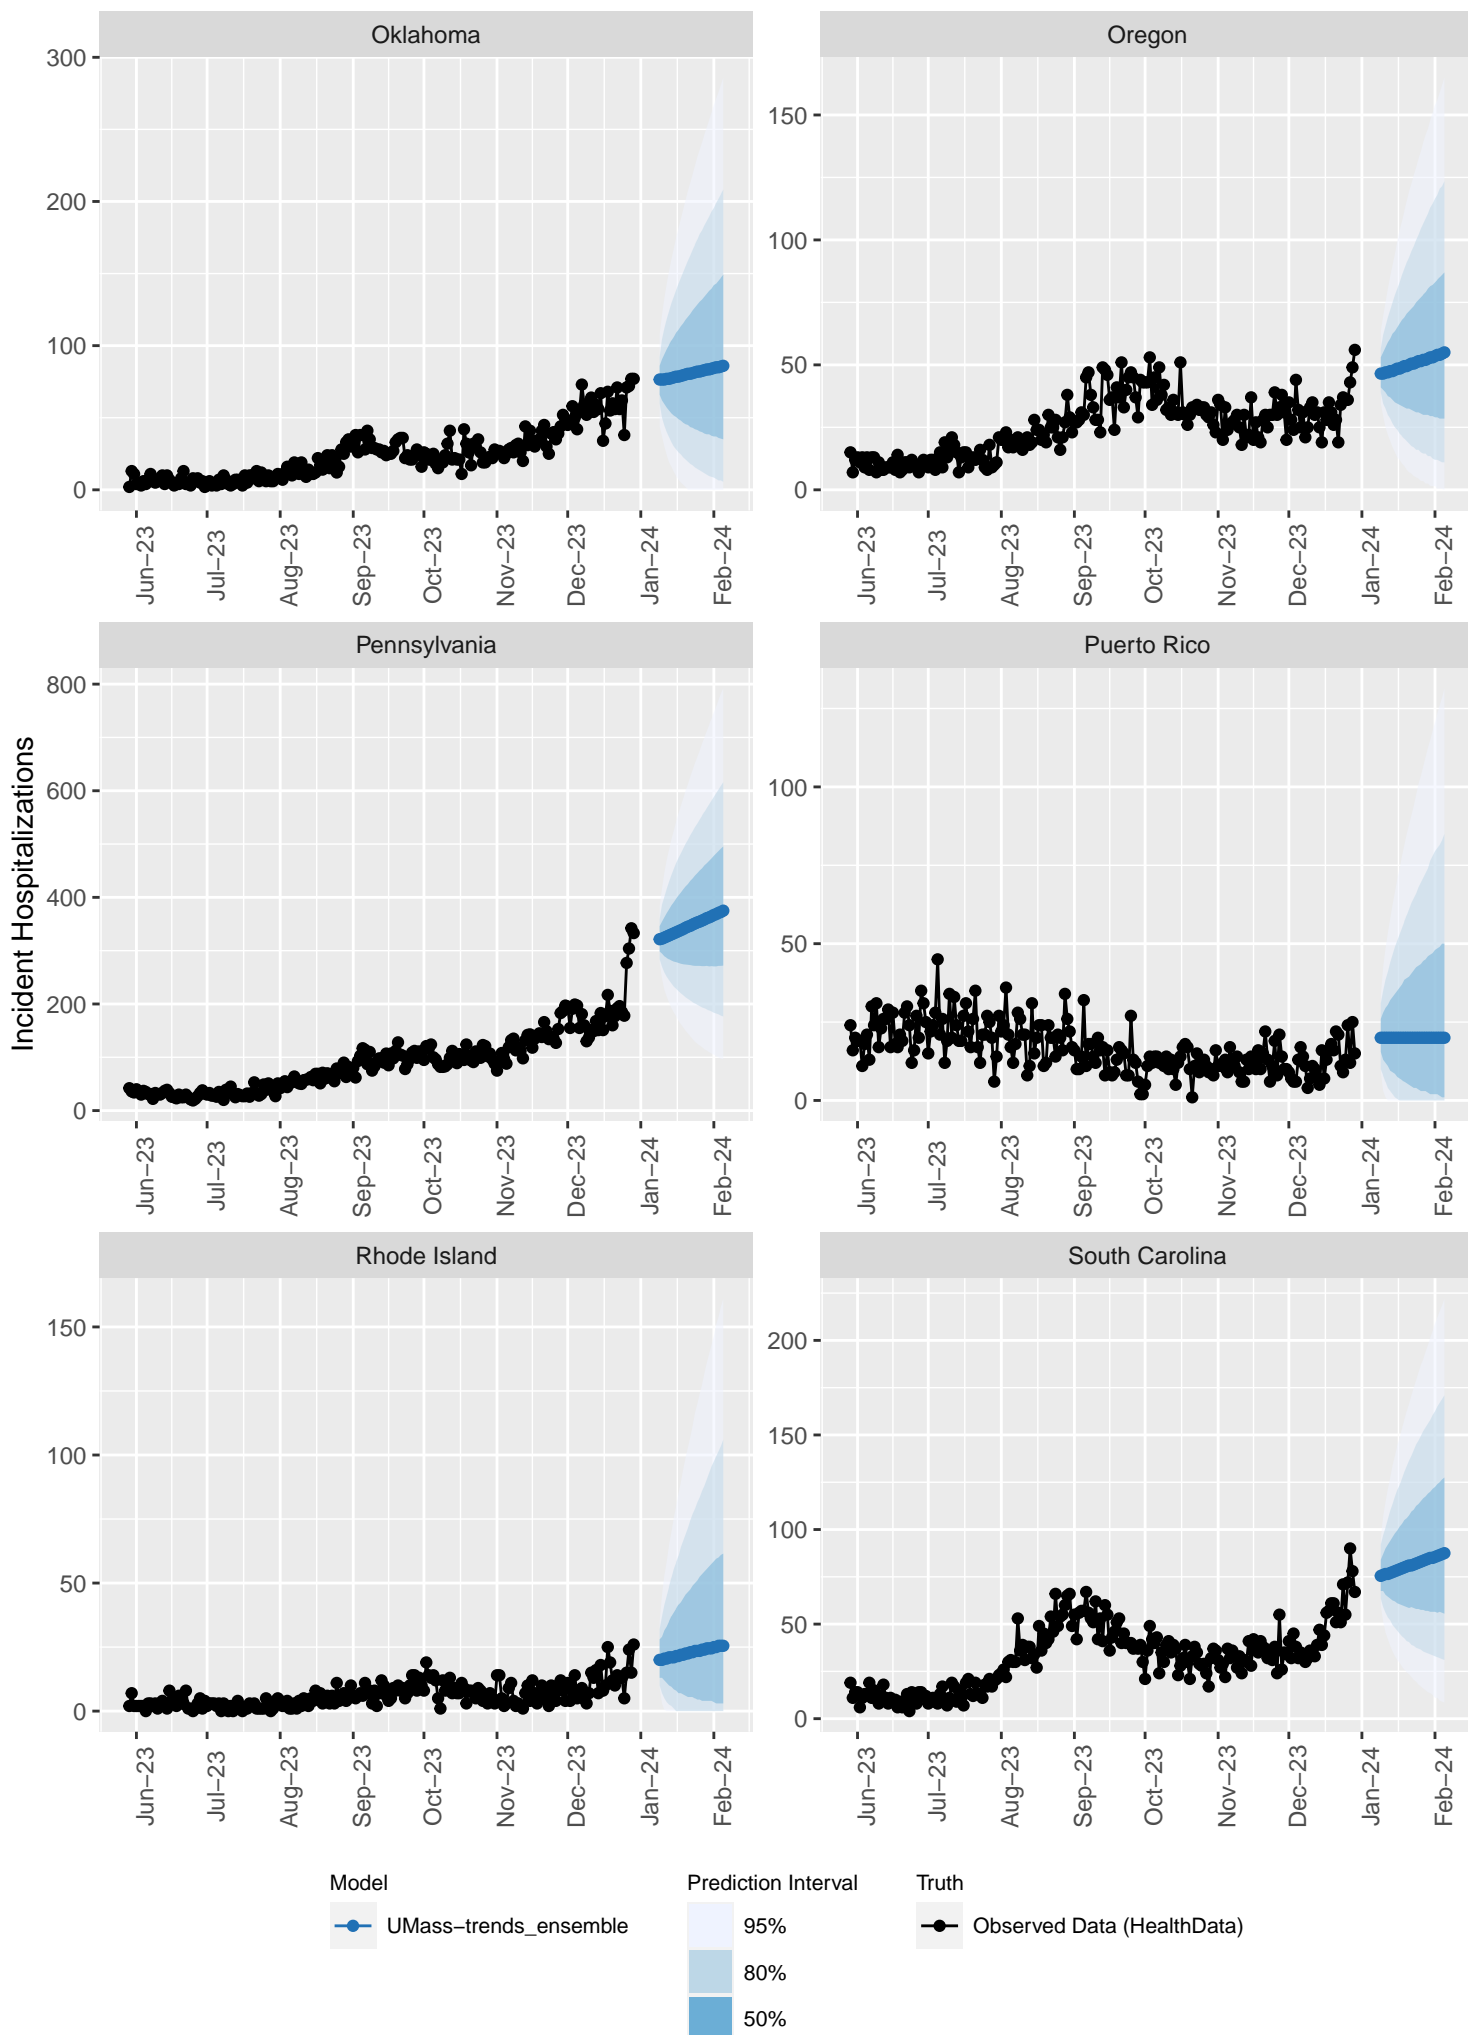 Oklahoma
Oregon
300
200
100
0
150
100
50
0
Jun−23
Jul−23
Aug−23
Sep−23
Oct−23
Nov−23
Dec−23
Jan−24
Feb−24
Jun−23
Jul−23
Aug−23
Sep−23
Oct−23
Nov−23
Dec−23
Jan−24
Feb−24
Incident Hospitalizations
Pennsylvania
Puerto Rico
800
600
400
200
0
100
50
0
Jun−23
Jul−23
Aug−23
Sep−23
Oct−23
Nov−23
Dec−23
Jan−24
Feb−24
Jun−23
Jul−23
Aug−23
Sep−23
Oct−23
Nov−23
Dec−23
Jan−24
Feb−24
Rhode Island
South Carolina
150
100
50
0
200
150
100
50
0
Jun−23
Jul−23
Aug−23
Sep−23
Oct−23
Nov−23
Dec−23
Jan−24
Feb−24
Jun−23
Jul−23
Aug−23
Sep−23
Oct−23
Nov−23
Dec−23
Jan−24
Feb−24
Model
UMass−trends_ensemble
Prediction Interval
95%
80%
50%
Truth
Observed Data (HealthData)